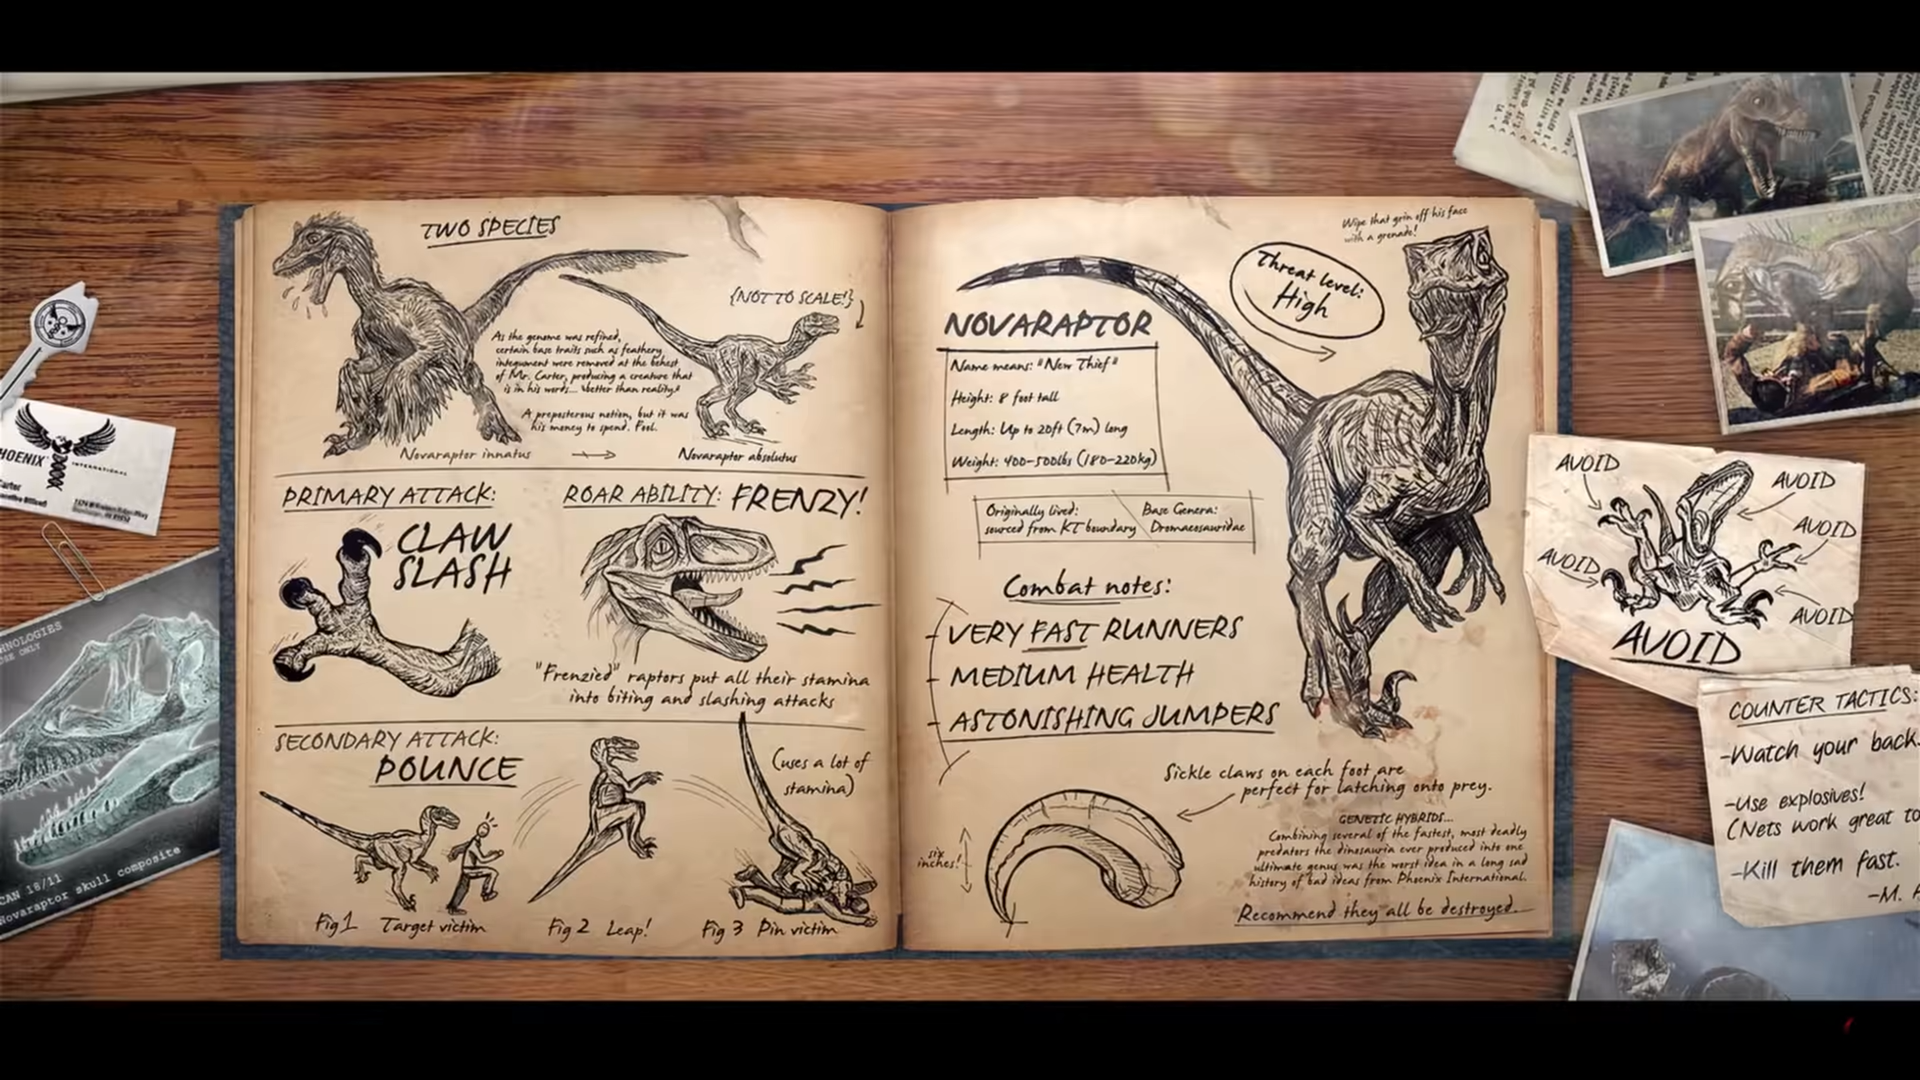 TWO SPECIES
{NOT TO SCALE!}
As the genome was refined,
certain base traits such as feathery
integument were removed at the behest
of Mr. Carter, producing a creature that
is in his words... "better than reality."
A preposterous notion, but it was
his money to spend. Fool.
Novaraptor innatus
Novaraptor absolutus
PRIMARY ATTACK:
CLAW
SLASH
ROAR ABILITY: FRENZY!
"Frenzied" raptors put all their stamina
into biting and slashing attacks
SECONDARY ATTACK:
POUNCE
(uses a lot of
stamina)
Fig 1 Target victim
Fig 2 Leap!
Fig 3 Pin victim
Wipe that grin off his face
with a grenade!
Threat level:
High
NOVARAPTOR
Name means: "New Thief"
Height: 8 foot tall
Length: Up to 20ft (7m) long
Weight: 400-500lbs (180-220kg)
Originally lived:
sourced from KT boundary
Base Genera:
Dromaeosauridae
Combat notes:
- VERY FAST RUNNERS
- MEDIUM HEALTH
- ASTONISHING JUMPERS
Sickle claws on each foot are
perfect for latching onto prey.
six
inches!
GENETIC HYBRIDS...
Combining several of the fastest, most deadly
predators the dinosauria ever produced into one
ultimate genus was the worst idea in a long sad
history of bad ideas from Phoenix International.
Recommend they all be destroyed.
HOENIX INTERNATIONAL
arter
HNOLOGIES
SE ONLY
CAN 18/11
Novaraptor skull composite
AVOID
AVOID
AVOID
AVOID
AVOID
AVOID
COUNTER TACTICS:
-Watch your back.
-Use explosives!
(Nets work great to
-Kill them fast.
-M. A